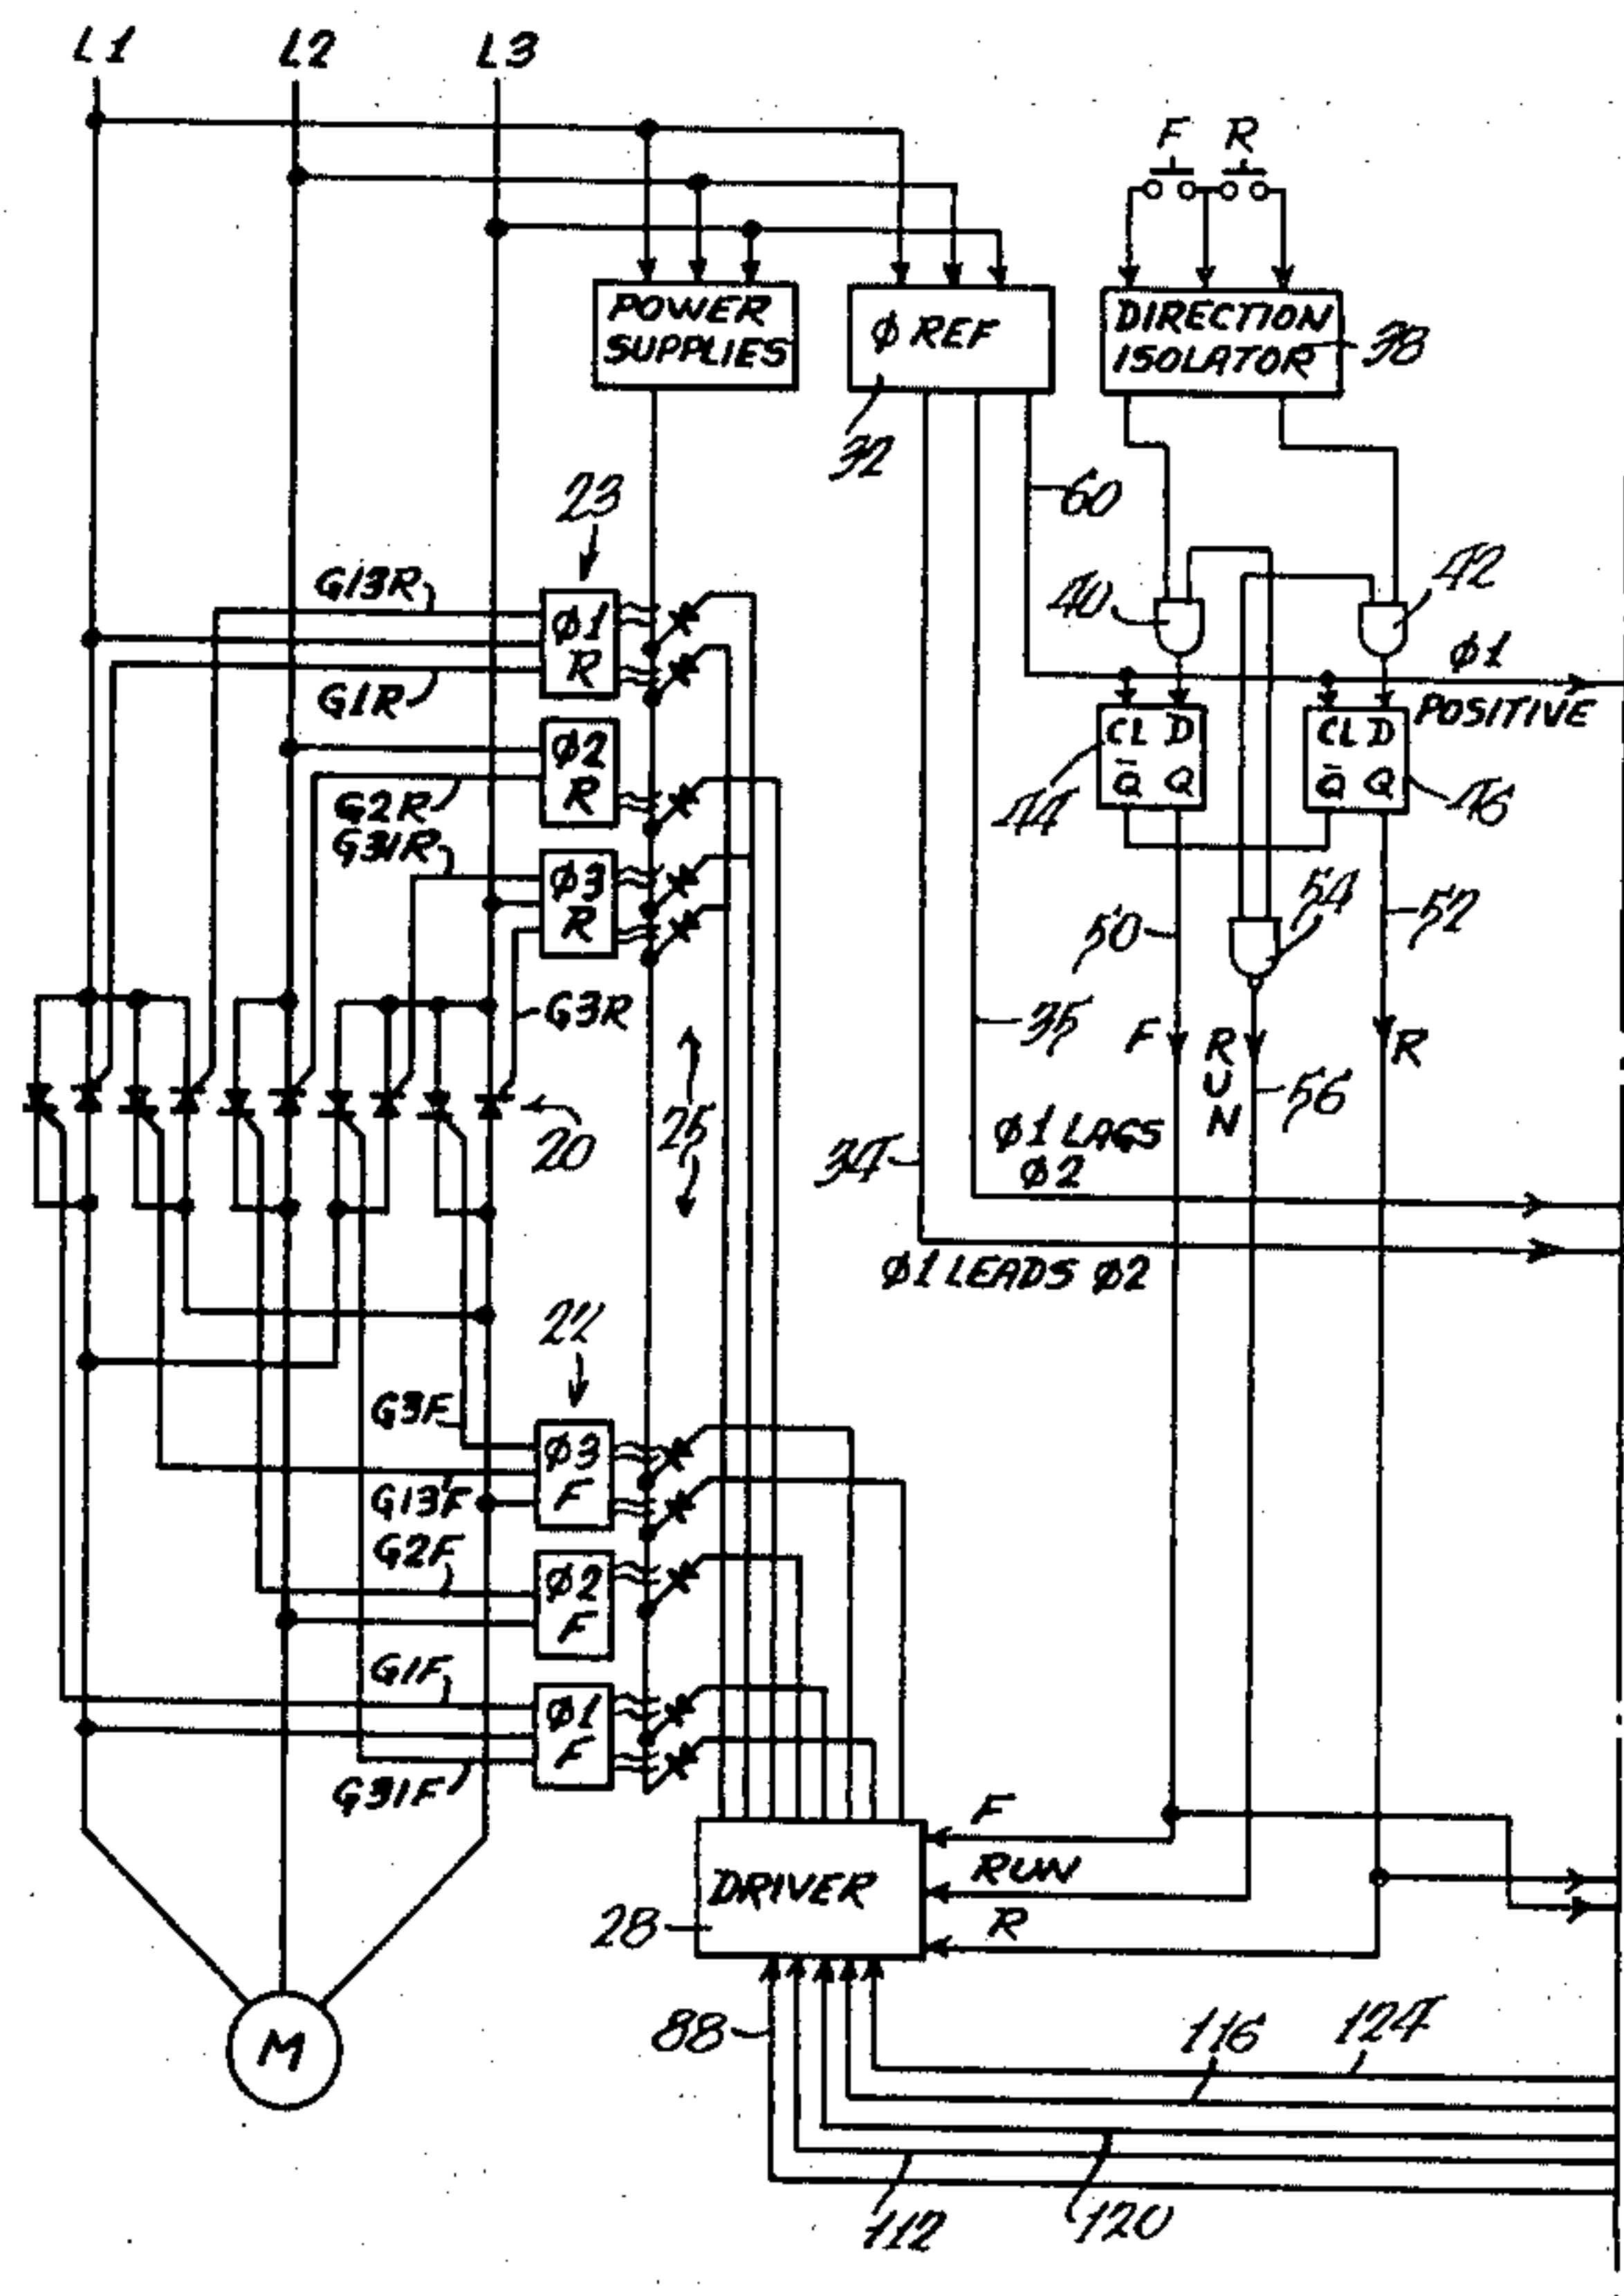 L1 L2 L3
F R
POWER
SUPPLIES
φ REF
DIRECTION
ISOLATOR
38
32
60
23
G13R
φ1
R
G1R
40
42
φ1
POSITIVE
φ2
R
G2R
CL D
Q̅ Q
44
CL D
Q̅ Q
46
G31R
φ3
R
50
54
52
G3R
35
F
RUN
R
56
20
25
34
φ1 LAGS
φ2
φ1 LEADS φ2
22
G3F
φ3
F
G13F
G2F
φ2
F
G1F
φ1
F
G31F
F
DRIVER
RUN
28
R
M
88
116
124
112
120